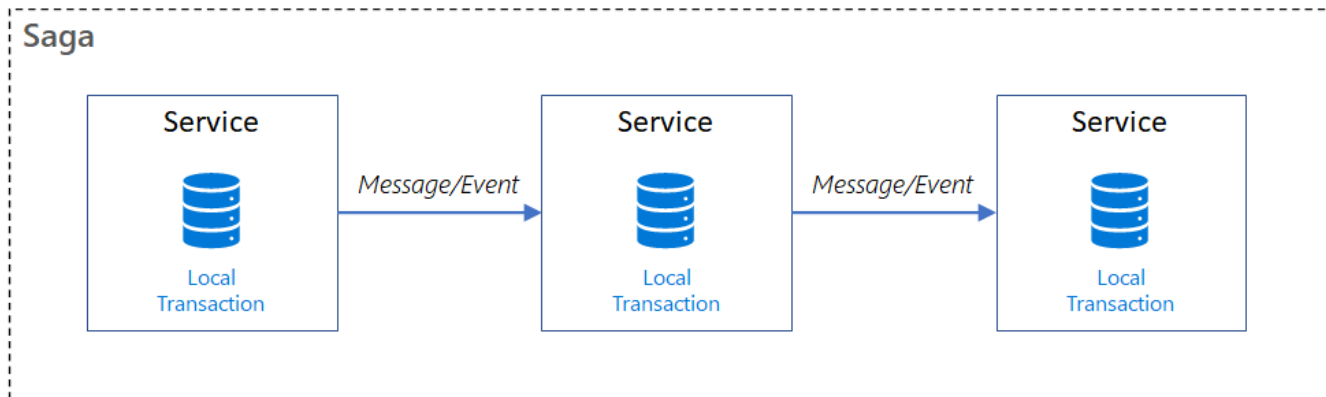 Saga
Service
Service
Service
Message/Event
Message/Event
Local
Transaction
Local
Transaction
Local
Transaction